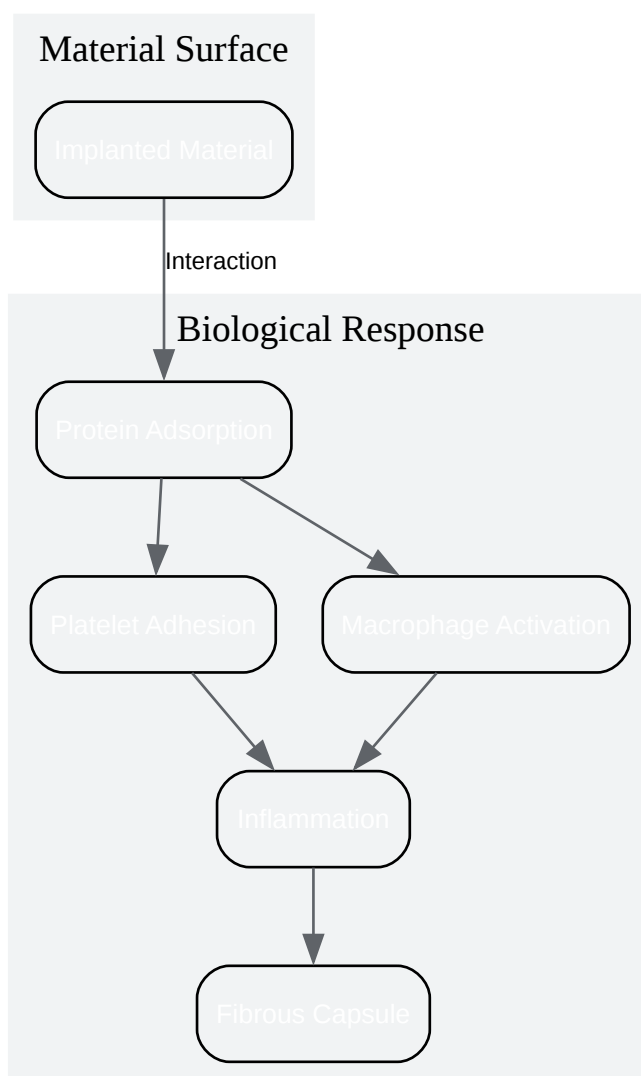 Material Surface
Implanted Material
Interaction
Biological Response
Protein Adsorption
Platelet Adhesion
Macrophage Activation
Inflammation
Fibrous Capsule